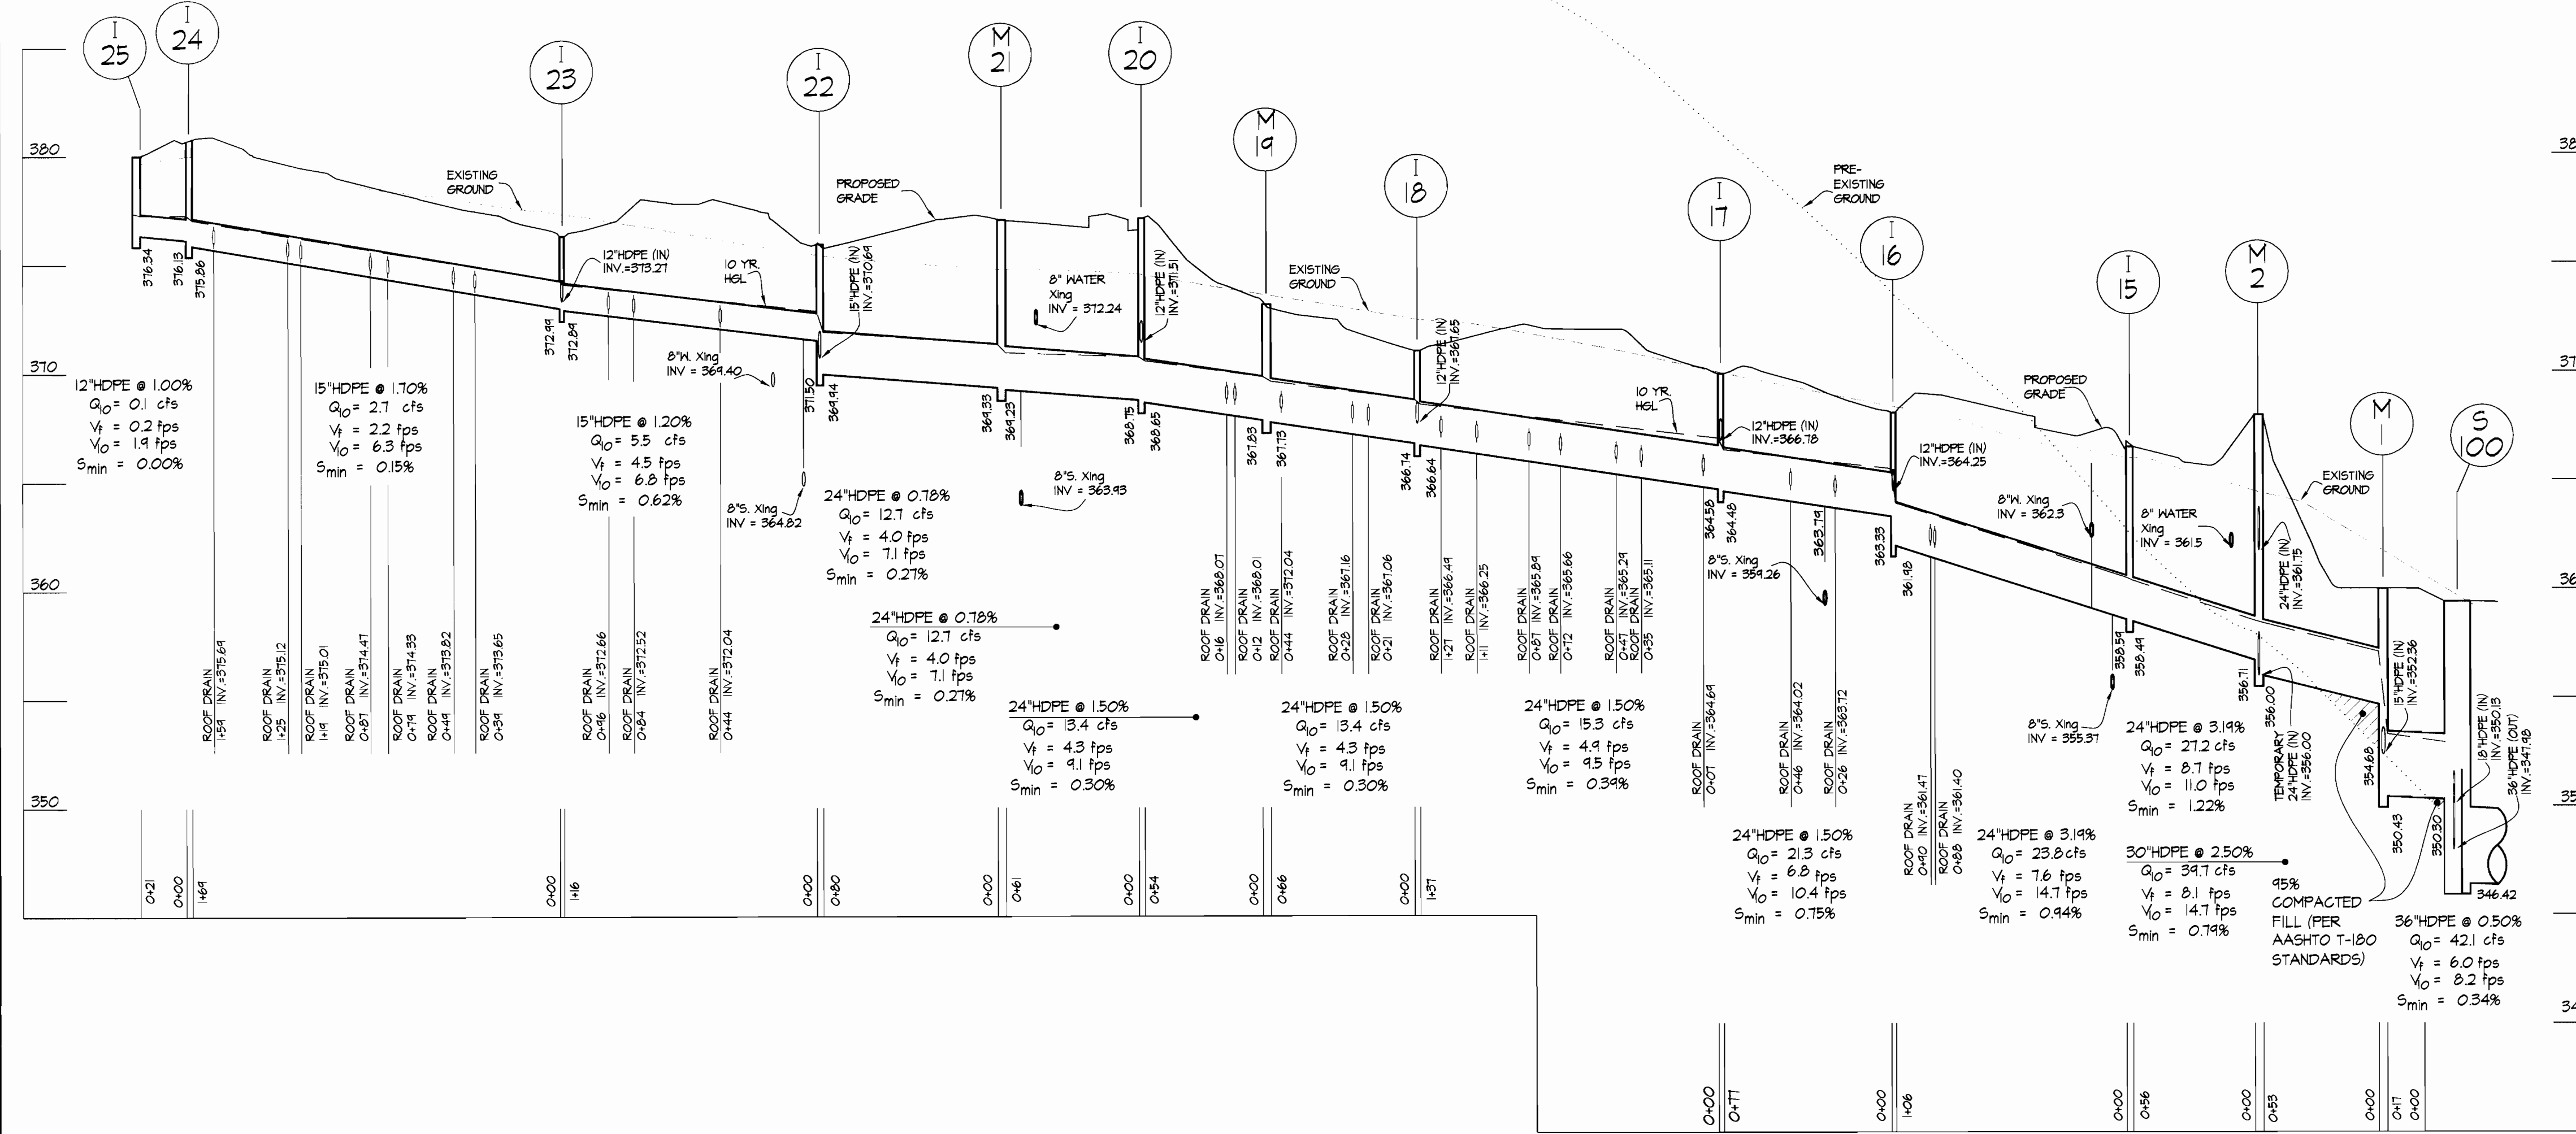 I
25
I
24
I
23
I
22
M
21
I
20
M
19
I
18
I
17
I
16
I
15
M
2
M
1
S
100
380
370
360
350
38
37
36
35
34
EXISTING
GROUND
PROPOSED
GRADE
10 YR.
HGL
EXISTING
GROUND
10 YR.
HGL
PRE-
EXISTING
GROUND
PROPOSED
GRADE
EXISTING
GROUND
376.34
376.13
375.86
372.99
372.89
371.50
369.94
369.33
369.23
368.75
368.65
367.83
367.73
366.74
366.64
364.58
364.48
363.79
363.33
361.98
358.59
358.49
356.71
356.00
354.68
350.43
350.30
346.42
12"HDPE (IN)
INV.=373.27
15"HDPE (IN)
INV.=370.69
12"HDPE (IN)
INV.=371.51
12"HDPE (IN)
INV.=367.65
12"HDPE (IN)
INV.=366.78
12"HDPE (IN)
INV.=364.25
24"HDPE (IN)
INV.=361.75
TEMPORARY
24"HDPE (IN)
INV.=356.00
15"HDPE (IN)
INV.=352.36
18"HDPE (IN)
INV.=350.13
36"HDPE (OUT)
INV.=347.98
8"W. Xing
INV = 369.40
8"S. Xing
INV = 364.82
8" WATER
Xing
INV = 372.24
8"S. Xing
INV = 363.93
8"S. Xing
INV = 359.26
8"W. Xing
INV = 362.3
8" WATER
Xing
INV = 361.5
8"S. Xing
INV = 355.37
12"HDPE @ 1.00%
Q10= 0.1 cfs
Vf = 0.2 fps
V10 = 1.9 fps
Smin = 0.00%
15"HDPE @ 1.70%
Q10= 2.7 cfs
Vf = 2.2 fps
V10 = 6.3 fps
Smin = 0.15%
15"HDPE @ 1.20%
Q10= 5.5 cfs
Vf = 4.5 fps
V10 = 6.8 fps
Smin = 0.62%
24"HDPE @ 0.78%
Q10= 12.7 cfs
Vf = 4.0 fps
V10 = 7.1 fps
Smin = 0.27%
24"HDPE @ 0.78%
Q10= 12.7 cfs
Vf = 4.0 fps
V10 = 7.1 fps
Smin = 0.27%
24"HDPE @ 1.50%
Q10= 13.4 cfs
Vf = 4.3 fps
V10 = 9.1 fps
Smin = 0.30%
24"HDPE @ 1.50%
Q10= 13.4 cfs
Vf = 4.3 fps
V10 = 9.1 fps
Smin = 0.30%
24"HDPE @ 1.50%
Q10= 15.3 cfs
Vf = 4.9 fps
V10 = 9.5 fps
Smin = 0.39%
24"HDPE @ 1.50%
Q10= 21.3 cfs
Vf = 6.8 fps
V10 = 10.4 fps
Smin = 0.75%
24"HDPE @ 3.19%
Q10= 23.8cfs
Vf = 7.6 fps
V10 = 14.7 fps
Smin = 0.94%
24"HDPE @ 3.19%
Q10= 27.2 cfs
Vf = 8.7 fps
V10= 11.0 fps
Smin = 1.22%
30"HDPE @ 2.50%
Q10= 39.7 cfs
Vf = 8.1 fps
V10 = 14.7 fps
Smin = 0.79%
36"HDPE @ 0.50%
Q10= 42.1 cfs
Vf = 6.0 fps
V10= 8.2 fps
Smin = 0.34%
95%
COMPACTED
FILL (PER
AASHTO T-180
STANDARDS)
ROOF DRAIN
1+59 INV.=375.69
ROOF DRAIN
1+25 INV.=375.12
ROOF DRAIN
1+19 INV.=375.01
ROOF DRAIN
0+87 INV.=374.47
ROOF DRAIN
0+79 INV.=374.33
ROOF DRAIN
0+49 INV.=373.82
ROOF DRAIN
0+39 INV.=373.65
ROOF DRAIN
0+96 INV.=372.66
ROOF DRAIN
0+84 INV.=372.52
ROOF DRAIN
0+44 INV.=372.04
ROOF DRAIN
0+16 INV.=368.07
ROOF DRAIN
0+12 INV.=368.01
ROOF DRAIN
0+44 INV.=372.04
ROOF DRAIN
0+28 INV.=367.16
ROOF DRAIN
0+21 INV.=367.06
ROOF DRAIN
1+27 INV.=366.49
ROOF DRAIN
1+11 INV.=366.25
ROOF DRAIN
0+87 INV.=365.89
ROOF DRAIN
0+72 INV.=365.66
ROOF DRAIN
0+47 INV.=365.29
ROOF DRAIN
0+35 INV.=365.11
ROOF DRAIN
0+07 INV.=364.69
ROOF DRAIN
0+46 INV.=364.02
ROOF DRAIN
0+26 INV.=363.72
ROOF DRAIN
0+90 INV.=361.47
ROOF DRAIN
0+88 INV.=361.40
0+21
0+00
1+69
0+00
1+16
0+00
0+80
0+00
0+61
0+00
0+54
0+00
0+66
0+00
1+37
0+00
0+77
0+00
1+06
0+00
0+56
0+00
0+53
0+00
0+17
0+00